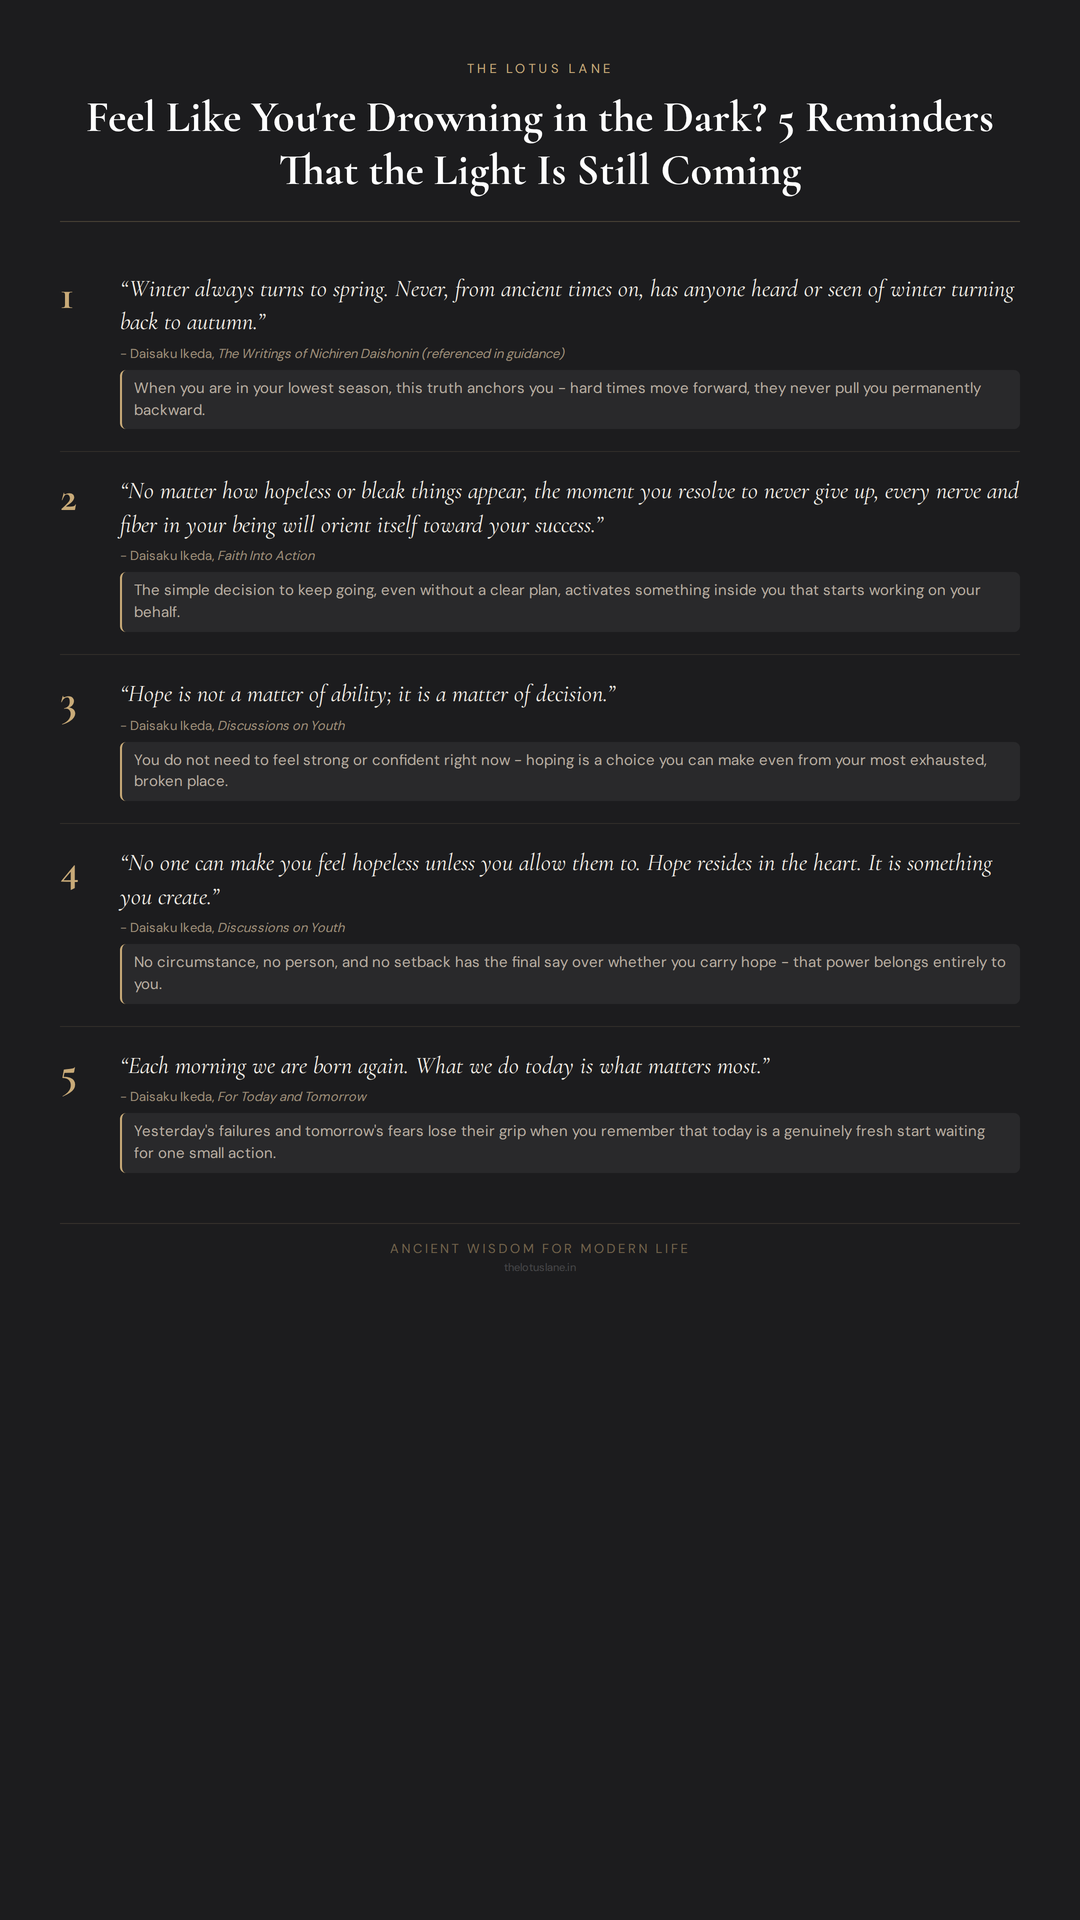 THE LOTUS LANE
Feel Like You're Drowning in the Dark? 5 Reminders
That the Light Is Still Coming
1
“Winter always turns to spring. Never, from ancient times on, has anyone heard or seen of winter turning
back to autumn.”
– Daisaku Ikeda, The Writings of Nichiren Daishonin (referenced in guidance)
When you are in your lowest season, this truth anchors you – hard times move forward, they never pull you permanently
backward.
2
“No matter how hopeless or bleak things appear, the moment you resolve to never give up, every nerve and
fiber in your being will orient itself toward your success.”
– Daisaku Ikeda, Faith Into Action
The simple decision to keep going, even without a clear plan, activates something inside you that starts working on your
behalf.
3
“Hope is not a matter of ability; it is a matter of decision.”
– Daisaku Ikeda, Discussions on Youth
You do not need to feel strong or confident right now – hoping is a choice you can make even from your most exhausted,
broken place.
4
“No one can make you feel hopeless unless you allow them to. Hope resides in the heart. It is something
you create.”
– Daisaku Ikeda, Discussions on Youth
No circumstance, no person, and no setback has the final say over whether you carry hope – that power belongs entirely to
you.
5
“Each morning we are born again. What we do today is what matters most.”
– Daisaku Ikeda, For Today and Tomorrow
Yesterday's failures and tomorrow's fears lose their grip when you remember that today is a genuinely fresh start waiting
for one small action.
ANCIENT WISDOM FOR MODERN LIFE
thelotuslane.in